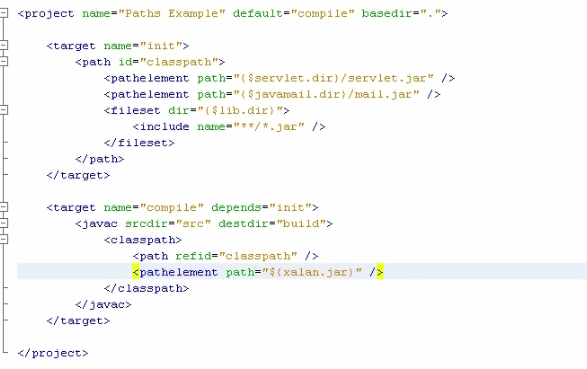 <project name="Paths Example" default="compile" basedir=".">
<target name="init">
<path id="classpath">
<pathelement path="{$servlet.dir}/servlet.jar" />
<pathelement path="{$javamail.dir}/mail.jar" />
<fileset dir="{$lib.dir}">
<include name="**/*.jar" />
</fileset>
</path>
</target>
<target name="compile" depends="init">
<javac srcdir="src" destdir="build">
<classpath>
<path refid="classpath" />
<pathelement path="${xalan.jar}" />
</classpath>
</javac>
</target>
</project>